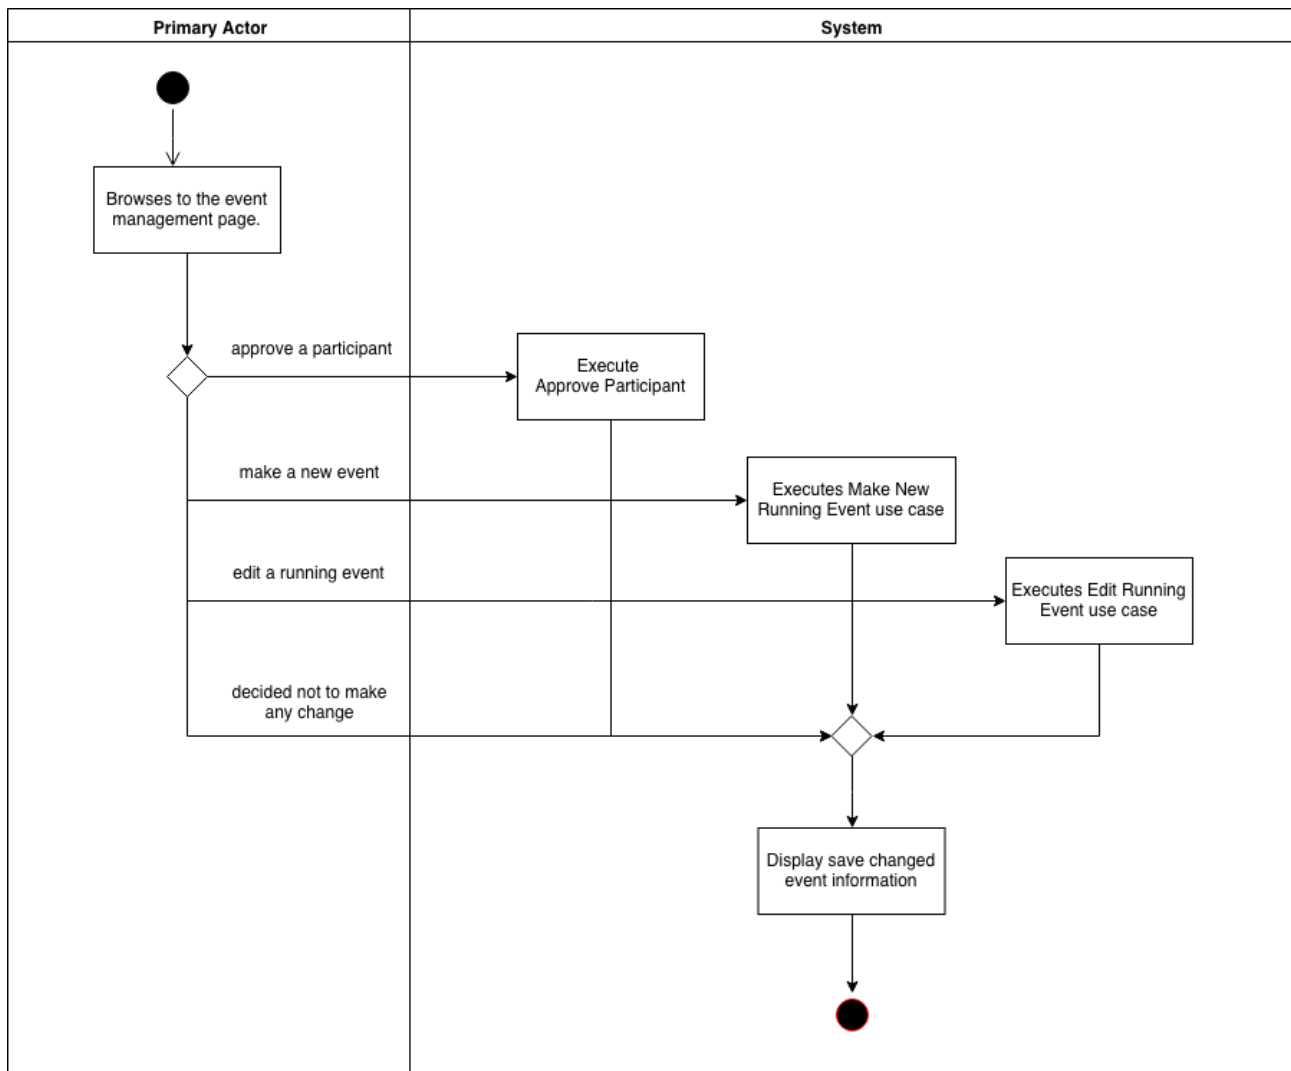 Primary Actor
System
Browses to the event
management page.
approve a participant
Execute
Approve Participant
make a new event
Executes Make New
Running Event use case
edit a running event
Executes Edit Running
Event use case
decided not to make
any change
Display save changed
event information